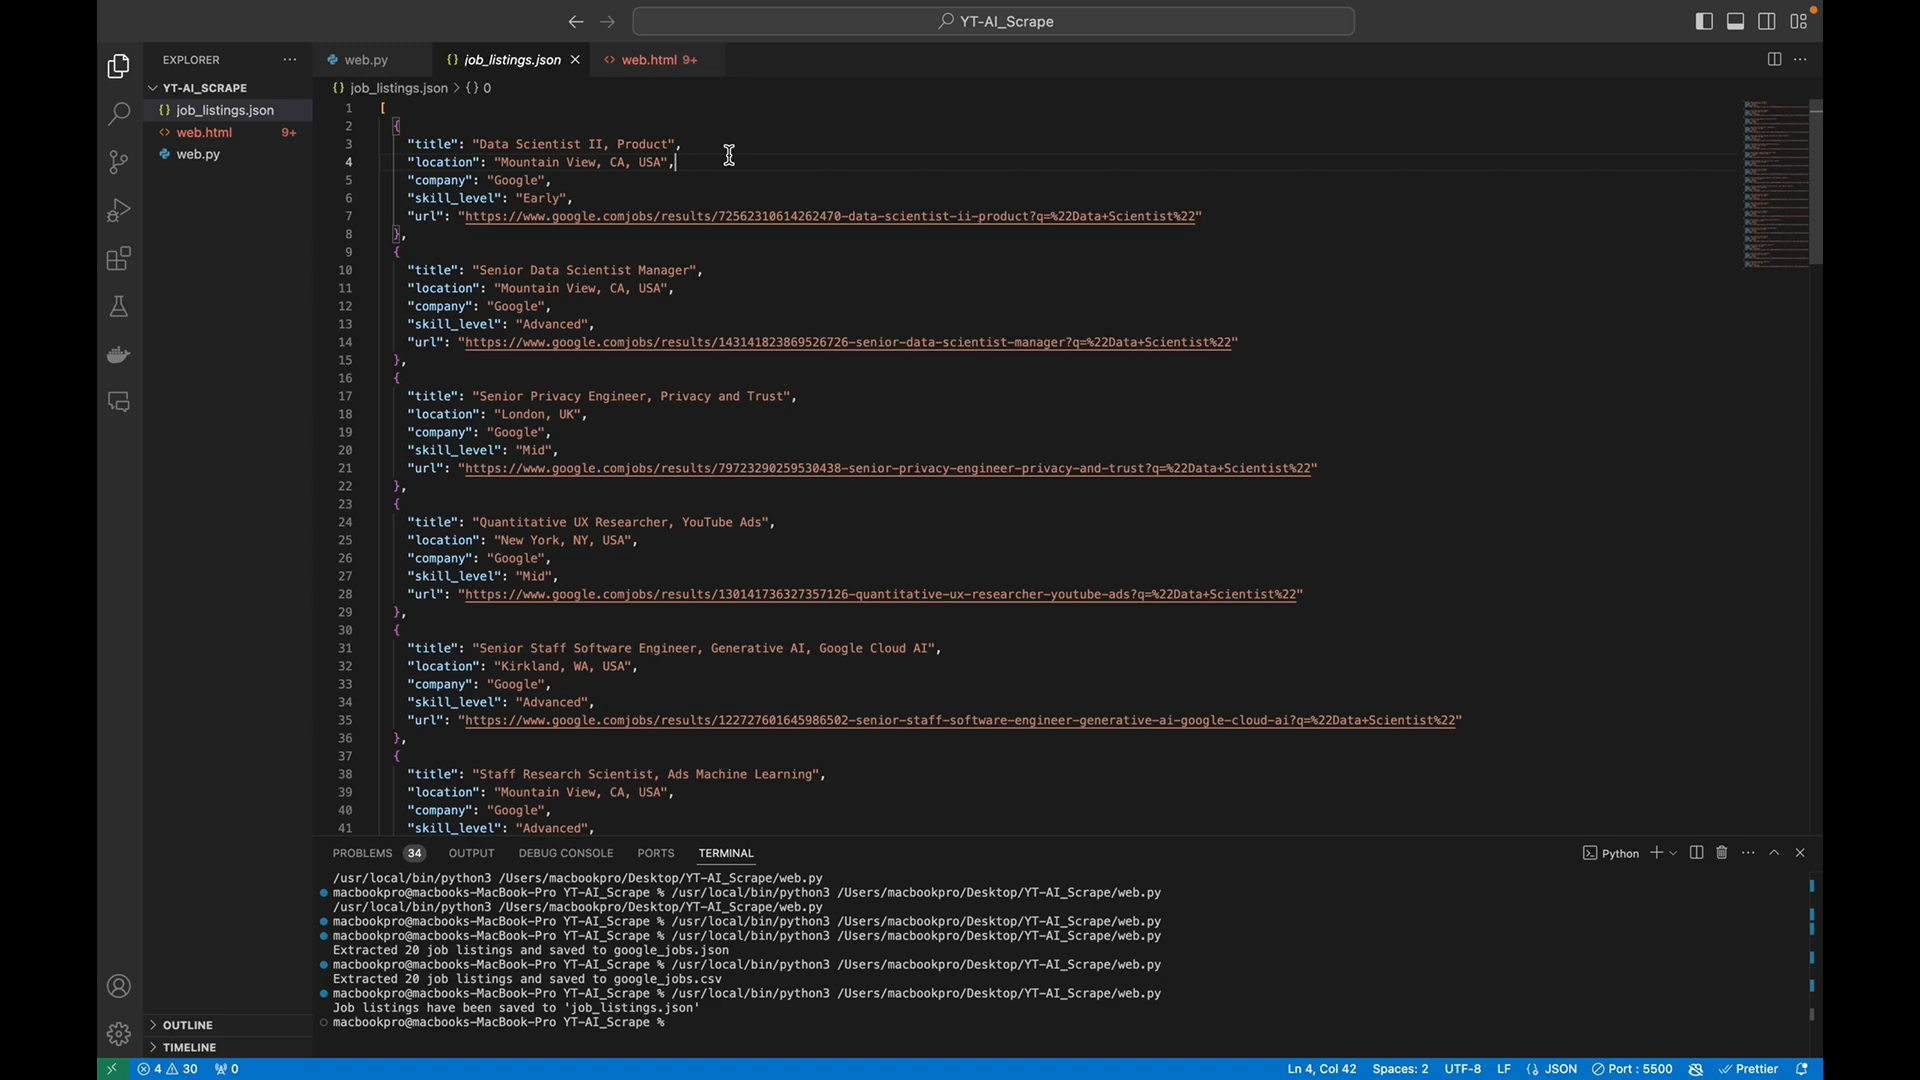 YT-AI_Scrape
EXPLORER
web.py
job_listings.json
web.html 9+
YT-AI_SCRAPE
job_listings.json
web.html 9+
web.py
job_listings.json > {} 0
1 [
2 {
3 "title": "Data Scientist II, Product",
4 "location": "Mountain View, CA, USA",
5 "company": "Google",
6 "skill_level": "Early",
7 "url": "https://www.google.comjobs/results/72562310614262470-data-scientist-ii-product?q=%22Data+Scientist%22"
8 },
9 {
10 "title": "Senior Data Scientist Manager",
11 "location": "Mountain View, CA, USA",
12 "company": "Google",
13 "skill_level": "Advanced",
14 "url": "https://www.google.comjobs/results/143141823869526726-senior-data-scientist-manager?q=%22Data+Scientist%22"
15 },
16 {
17 "title": "Senior Privacy Engineer, Privacy and Trust",
18 "location": "London, UK",
19 "company": "Google",
20 "skill_level": "Mid",
21 "url": "https://www.google.comjobs/results/79723290259530438-senior-privacy-engineer-privacy-and-trust?q=%22Data+Scientist%22"
22 },
23 {
24 "title": "Quantitative UX Researcher, YouTube Ads",
25 "location": "New York, NY, USA",
26 "company": "Google",
27 "skill_level": "Mid",
28 "url": "https://www.google.comjobs/results/130141736327357126-quantitative-ux-researcher-youtube-ads?q=%22Data+Scientist%22"
29 },
30 {
31 "title": "Senior Staff Software Engineer, Generative AI, Google Cloud AI",
32 "location": "Kirkland, WA, USA",
33 "company": "Google",
34 "skill_level": "Advanced",
35 "url": "https://www.google.comjobs/results/122727601645986502-senior-staff-software-engineer-generative-ai-google-cloud-ai?q=%22Data+Scientist%22"
36 },
37 {
38 "title": "Staff Research Scientist, Ads Machine Learning",
39 "location": "Mountain View, CA, USA",
40 "company": "Google",
41 "skill_level": "Advanced",
PROBLEMS 34 OUTPUT DEBUG CONSOLE PORTS TERMINAL
Python
/usr/local/bin/python3 /Users/macbookpro/Desktop/YT-AI_Scrape/web.py
macbookpro@macbooks-MacBook-Pro YT-AI_Scrape % /usr/local/bin/python3 /Users/macbookpro/Desktop/YT-AI_Scrape/web.py
/usr/local/bin/python3 /Users/macbookpro/Desktop/YT-AI_Scrape/web.py
macbookpro@macbooks-MacBook-Pro YT-AI_Scrape % /usr/local/bin/python3 /Users/macbookpro/Desktop/YT-AI_Scrape/web.py
macbookpro@macbooks-MacBook-Pro YT-AI_Scrape % /usr/local/bin/python3 /Users/macbookpro/Desktop/YT-AI_Scrape/web.py
Extracted 20 job listings and saved to google_jobs.json
macbookpro@macbooks-MacBook-Pro YT-AI_Scrape % /usr/local/bin/python3 /Users/macbookpro/Desktop/YT-AI_Scrape/web.py
Extracted 20 job listings and saved to google_jobs.csv
macbookpro@macbooks-MacBook-Pro YT-AI_Scrape % /usr/local/bin/python3 /Users/macbookpro/Desktop/YT-AI_Scrape/web.py
Job listings have been saved to 'job_listings.json'
macbookpro@macbooks-MacBook-Pro YT-AI_Scrape %
OUTLINE
TIMELINE
4 30 0 Ln 4, Col 42 Spaces: 2 UTF-8 LF {} JSON Port : 5500 Prettier